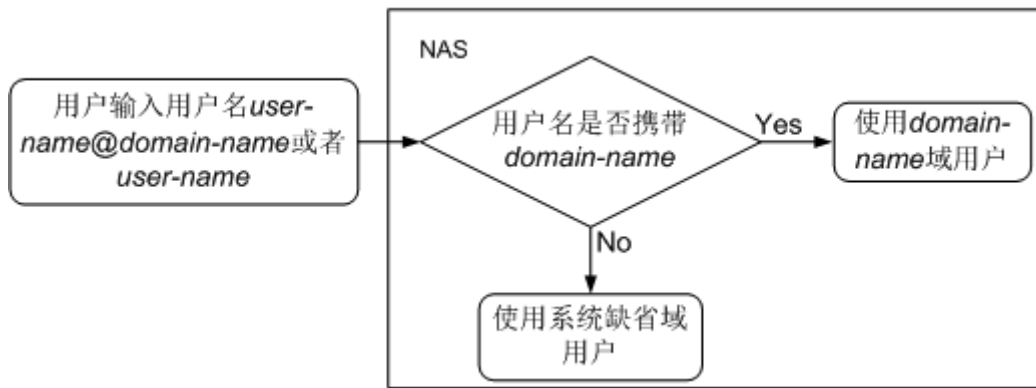 NAS
用户输入用户名user-
name@domain-name或者
user-name
用户名是否携带
domain-name
Yes
使用domain-
name域用户
No
使用系统缺省域
用户